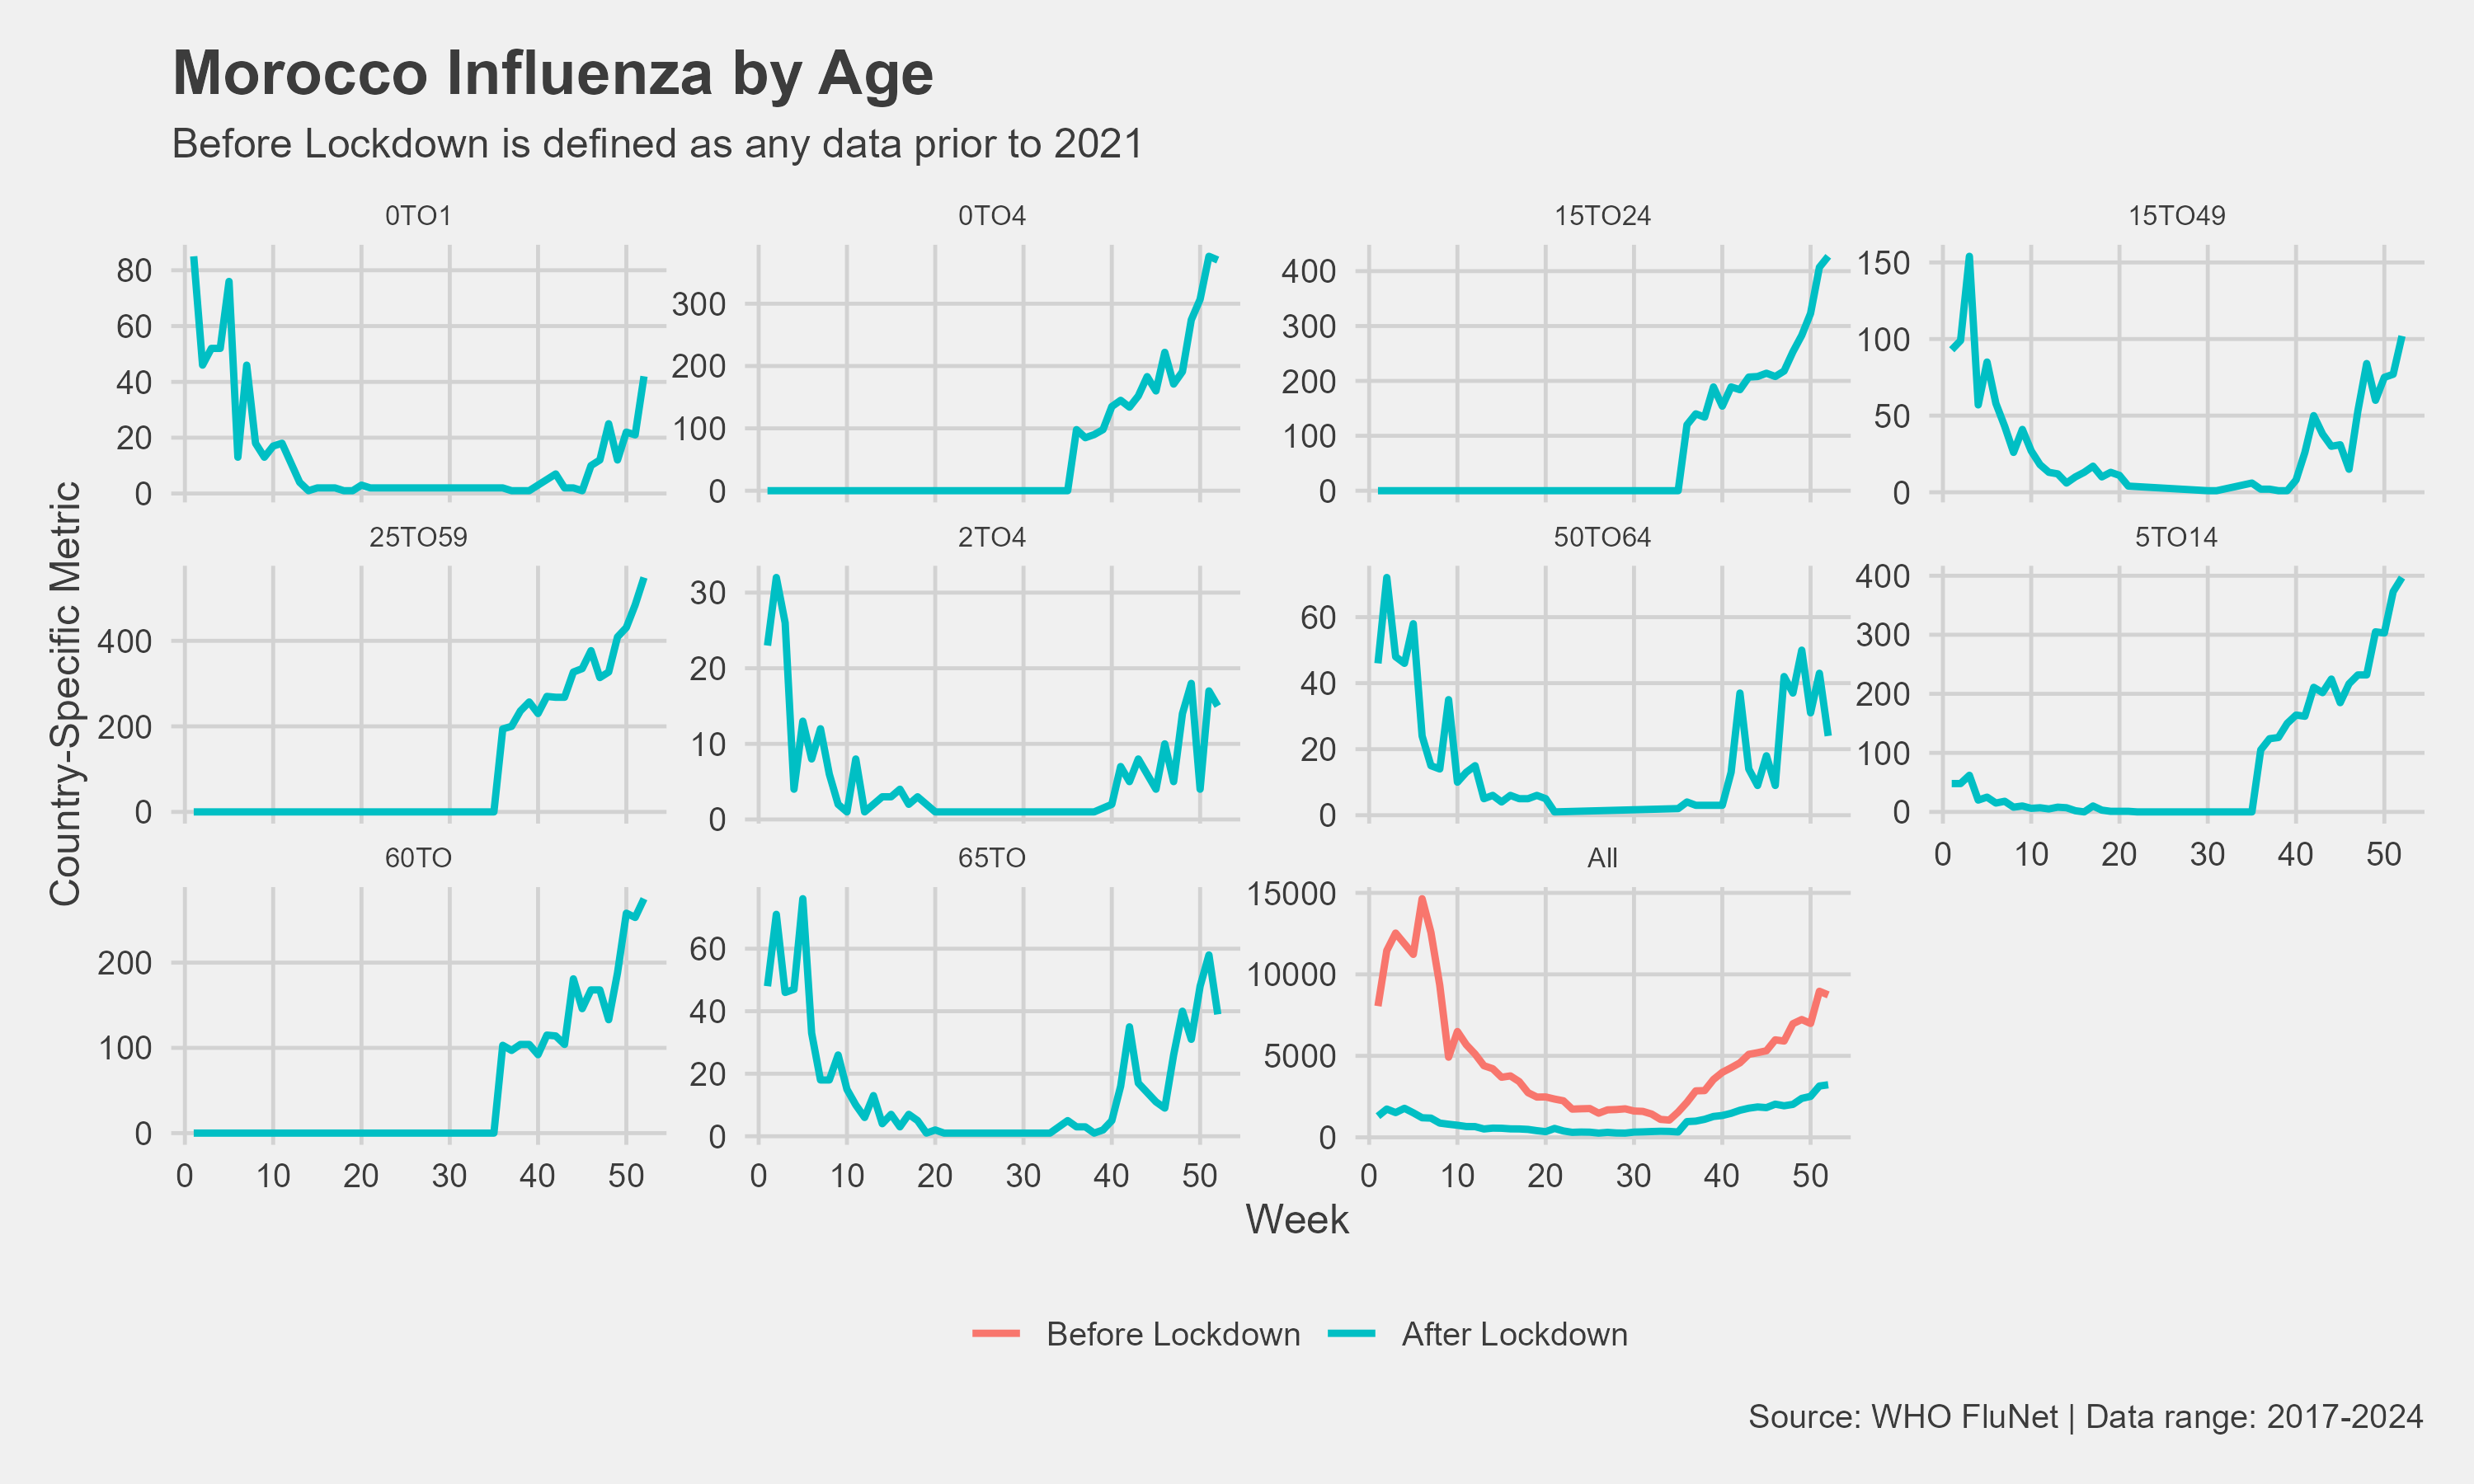 Morocco Influenza by Age
Before Lockdown is defined as any data prior to 2021
0TO1
0TO4
15TO24
15TO49
80
60
40
20
0
300
200
100
0
400
300
200
100
0
150
100
50
0
25TO59
2TO4
50TO64
5TO14
400
200
0
30
20
10
0
60
40
20
0
400
300
200
100
0
0 10 20 30 40 50
60TO
65TO
All
200
100
0
60
40
20
0
15000
10000
5000
0
0 10 20 30 40 50
0 10 20 30 40 50
0 10 20 30 40 50
Country-Specific Metric
Week
Before Lockdown
After Lockdown
Source: WHO FluNet | Data range: 2017-2024